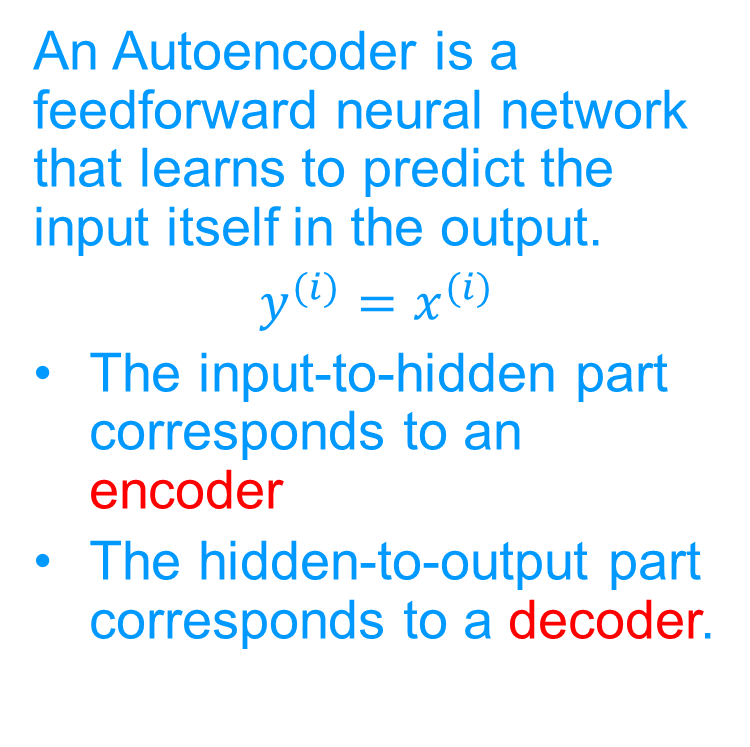 An Autoencoder is a
feedforward neural network
that learns to predict the
input itself in the output.
y^{(i)} = x^{(i)}
• The input-to-hidden part
corresponds to an
encoder
• The hidden-to-output part
corresponds to a decoder.